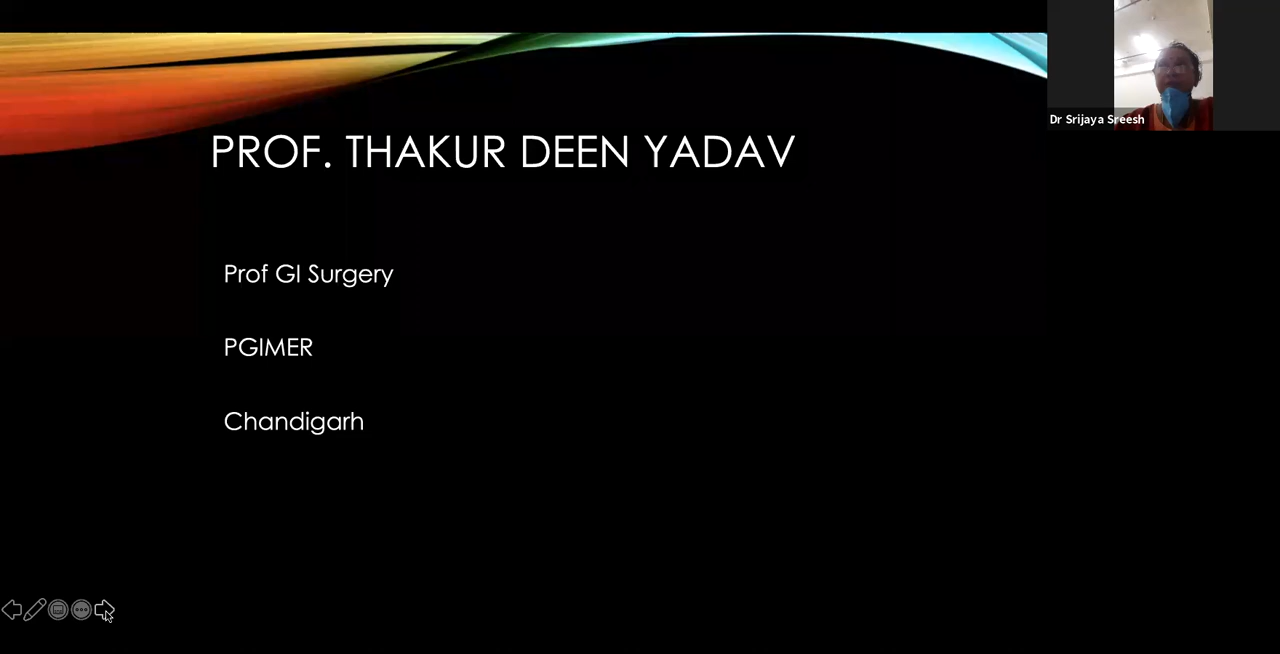 PROF. THAKUR DEEN YADAV
Prof GI Surgery
PGIMER
Chandigarh
Dr Srijaya Sreesh